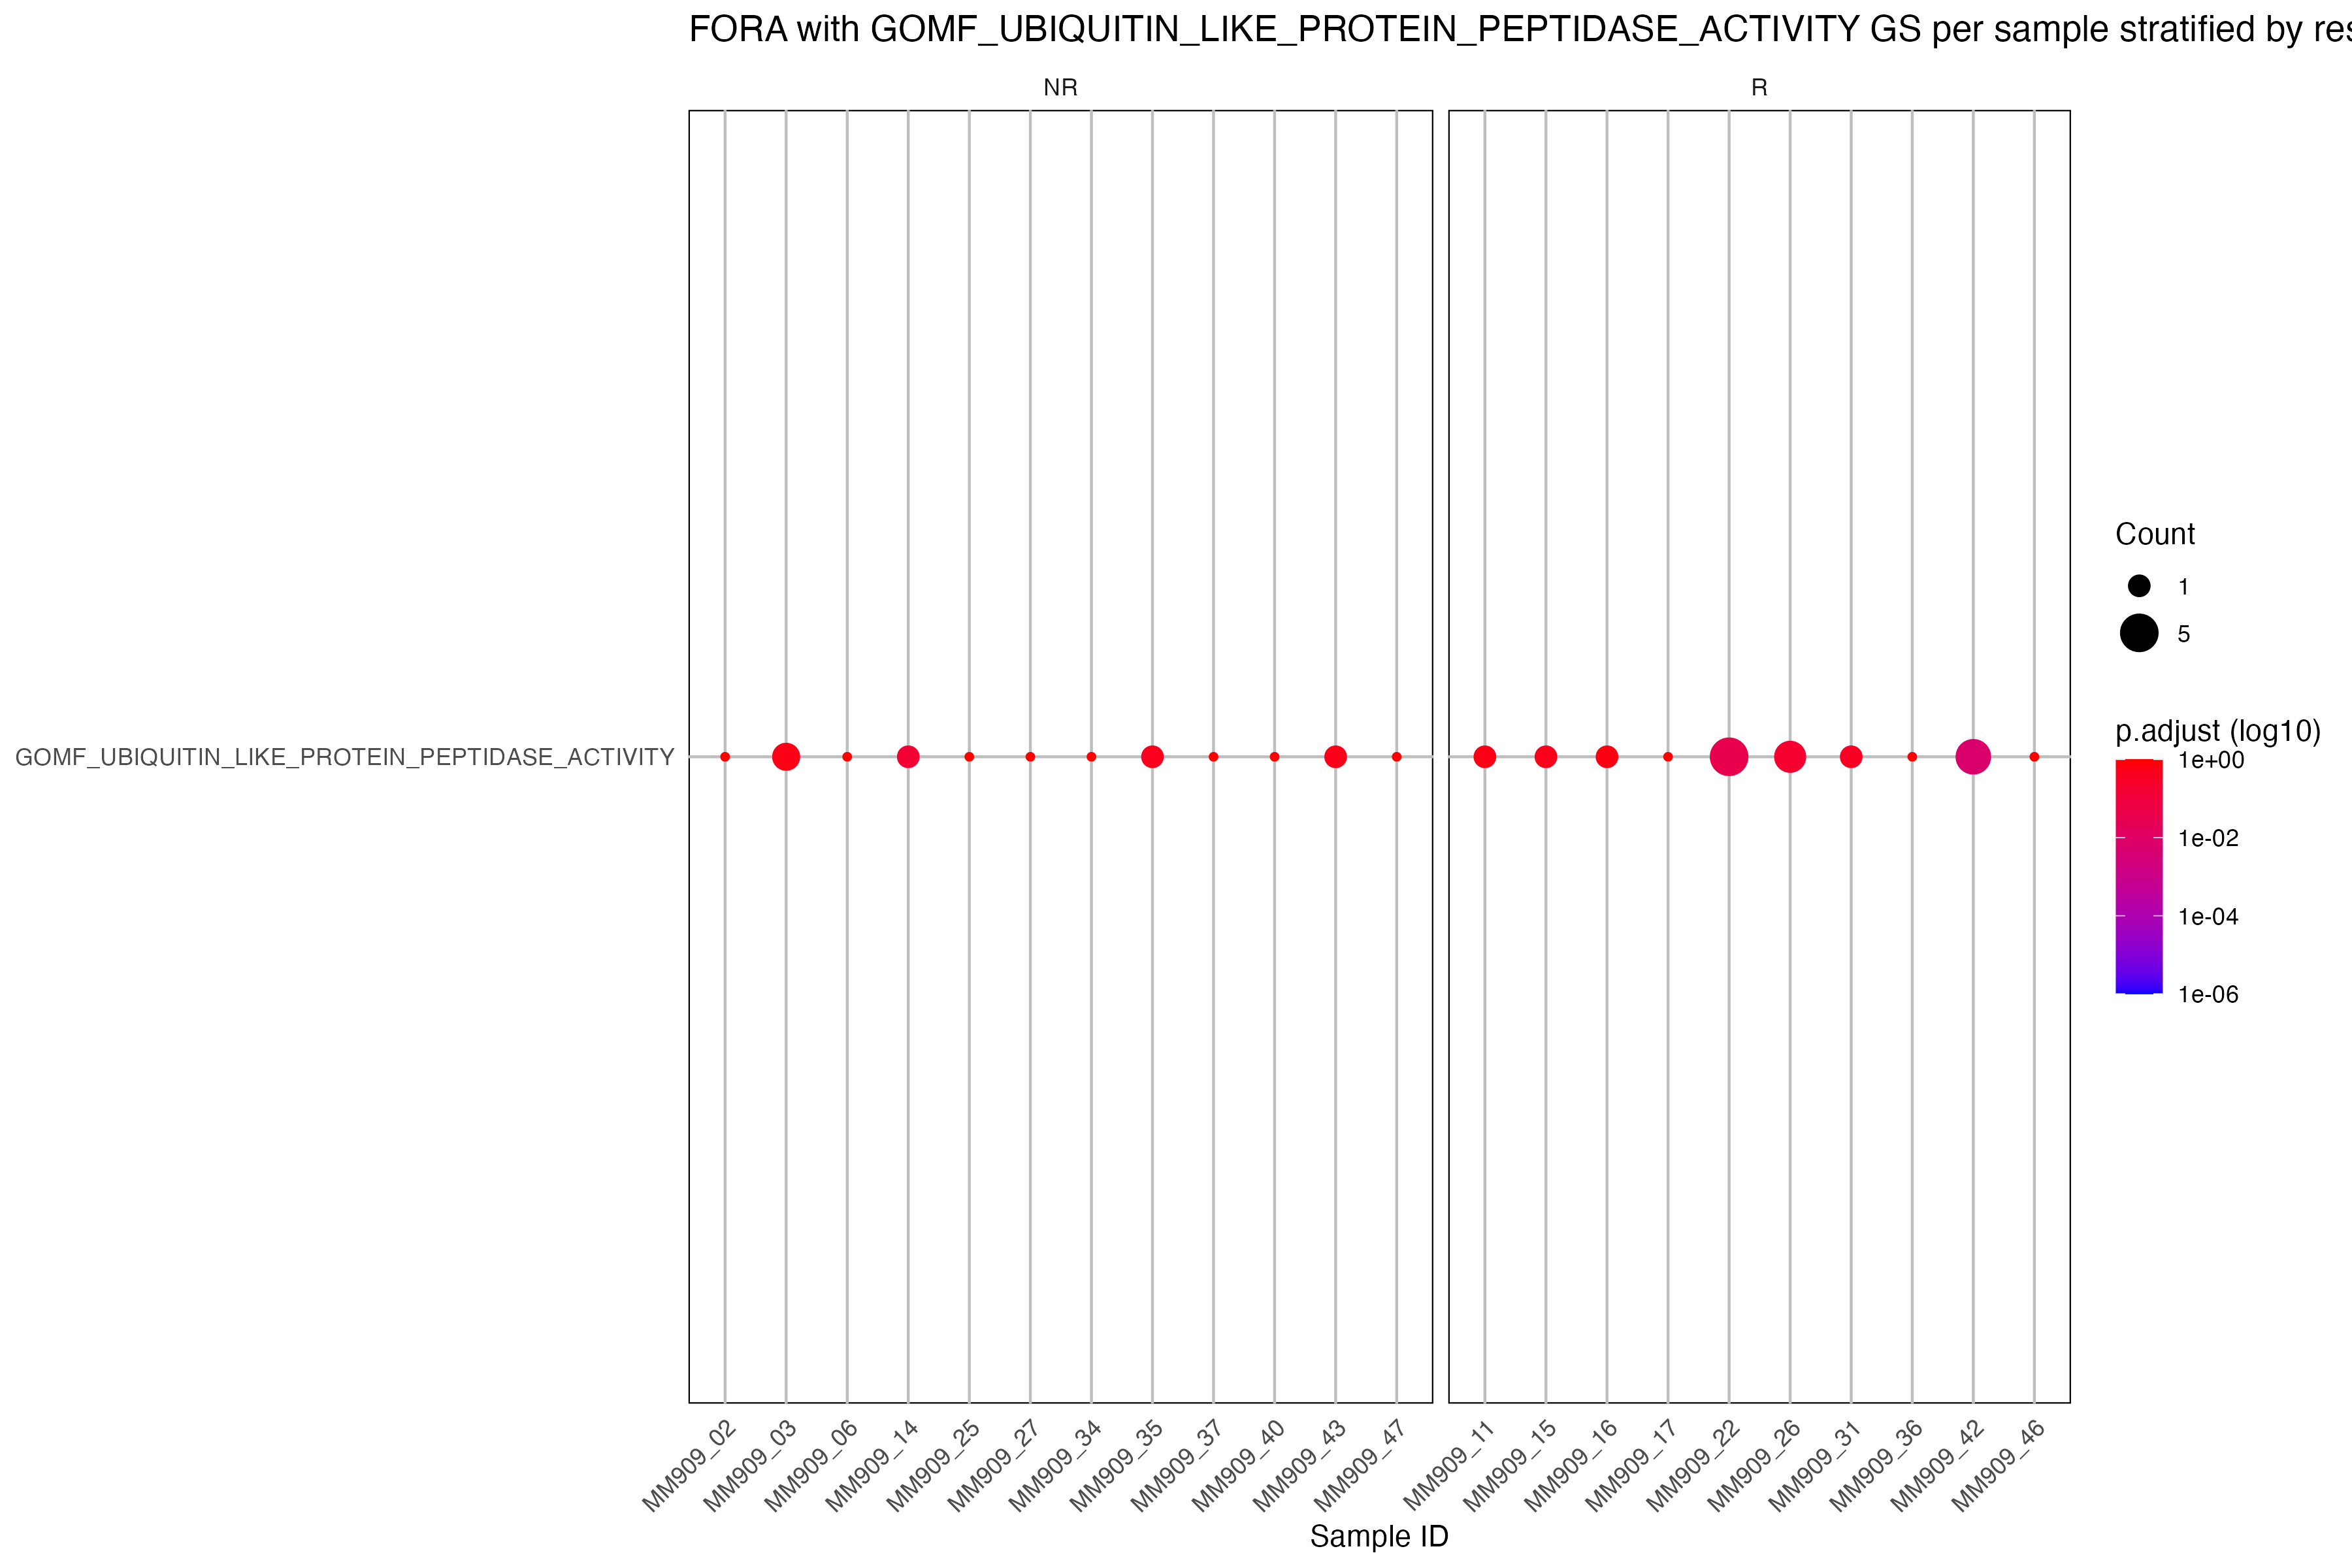 FORA with GOMF_UBIQUITIN_LIKE_PROTEIN_PEPTIDASE_ACTIVITY GS per sample stratified by res
NR
R
GOMF_UBIQUITIN_LIKE_PROTEIN_PEPTIDASE_ACTIVITY
MM909_02
MM909_03
MM909_06
MM909_14
MM909_25
MM909_27
MM909_34
MM909_35
MM909_37
MM909_40
MM909_43
MM909_47
MM909_11
MM909_15
MM909_16
MM909_17
MM909_22
MM909_26
MM909_31
MM909_36
MM909_42
MM909_46
Sample ID
Count
1
5
p.adjust (log10)
1e+00
1e-02
1e-04
1e-06